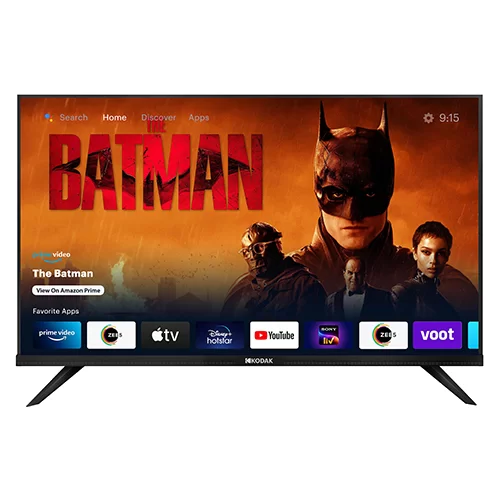 Search Home Discover Apps 9:15
THE
BATMAN
prime video
The Batman
View On Amazon Prime
Favorite Apps
prime video ZEE5 tv Disney+ hotstar YouTube SONY liv ZEE5 voot
KODAK